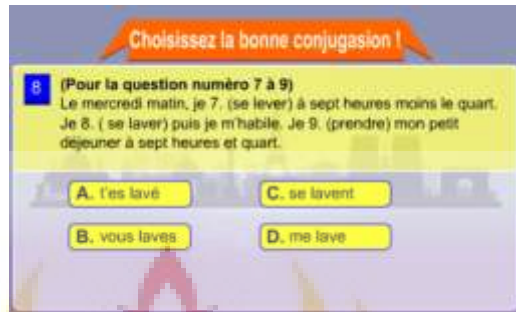 Choisissez la bonne conjugasion !
8
(Pour la question numèro 7 à 9)
Le mercredi matin, je 7. (se lever) à sept heures moins le quart.
Je 8. ( se laver) puis je m'habile. Je 9. (prendre) mon petit
déjeuner à sept heures et quart.
A. t'es lavé
C. se lavent
B. vous laves
D. me lave